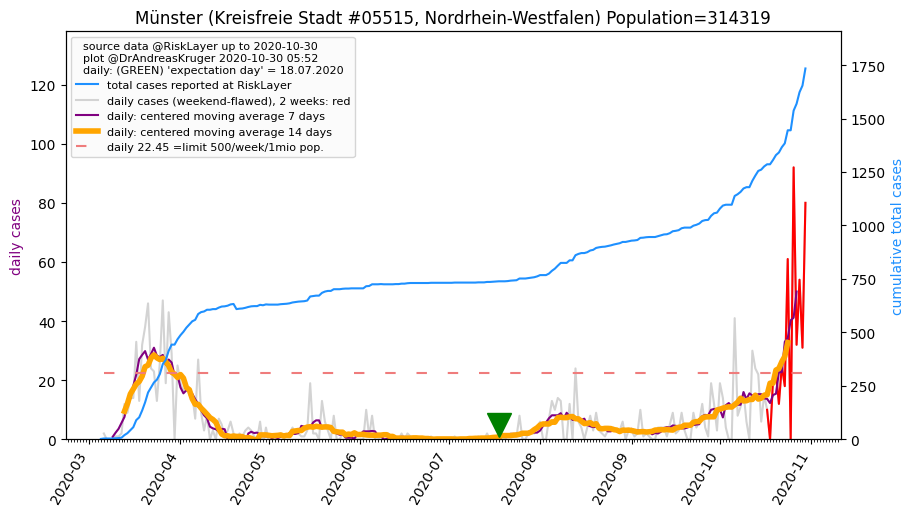 Münster (Kreisfreie Stadt #05515, Nordrhein-Westfalen) Population=314319
source data @RiskLayer up to 2020-10-30
plot @DrAndreasKruger 2020-10-30 05:52
daily: (GREEN) 'expectation day' = 18.07.2020
total cases reported at RiskLayer
daily cases (weekend-flawed), 2 weeks: red
daily: centered moving average 7 days
daily: centered moving average 14 days
daily 22.45 =limit 500/week/1mio pop.
daily cases
120
100
80
60
40
20
0
cumulative total cases
1750
1500
1250
1000
750
500
250
0
2020-03
2020-04
2020-05
2020-06
2020-07
2020-08
2020-09
2020-10
2020-11